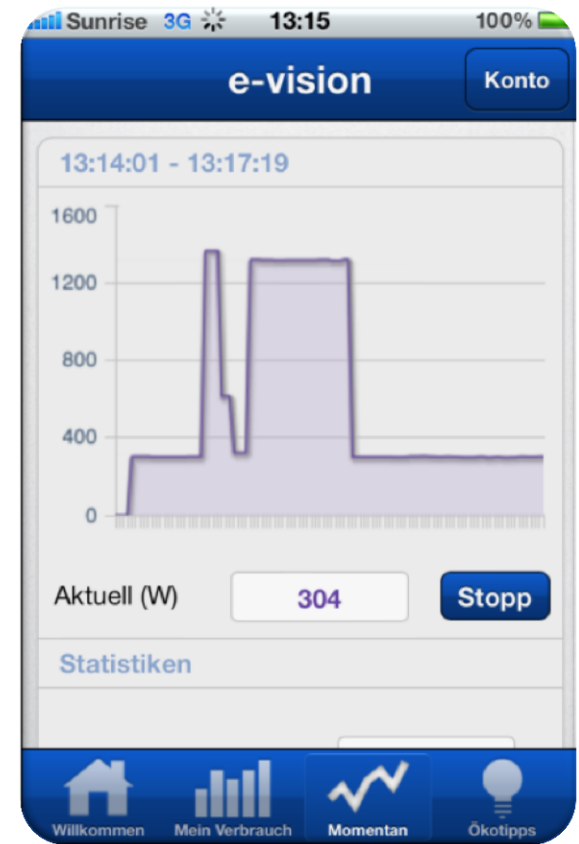 Sunrise 3G 13:15 100%
e-vision Konto
13:14:01 - 13:17:19
1600
1200
800
400
0
Aktuell (W) 304 Stopp
Statistiken
Willkommen Mein Verbrauch Momentan Ökotipps